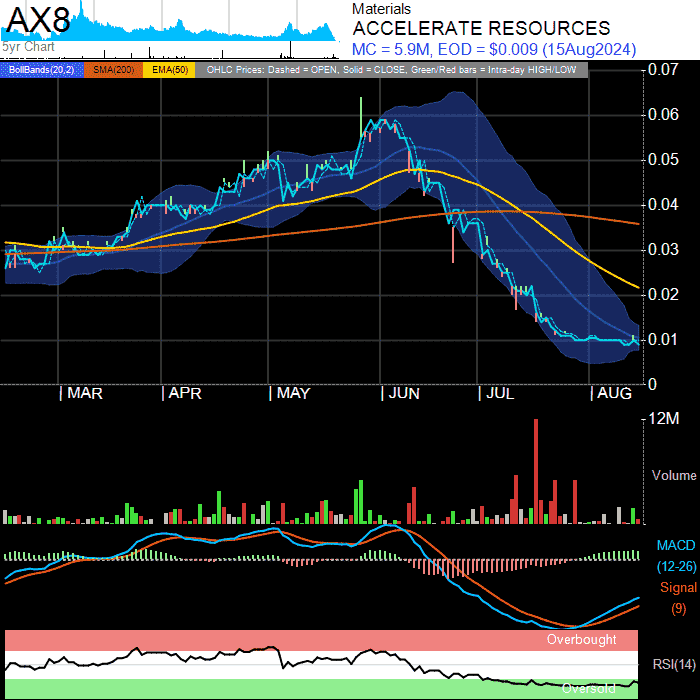 AX8
5yr Chart
Materials
ACCELERATE RESOURCES
MC = 5.9M, EOD = $0.009 (15Aug2024)
BollBands(20,2) SMA(200) EMA(50) OHLC Prices: Dashed = OPEN, Solid = CLOSE, Green/Red bars = Intra-day HIGH/LOW
0.07
0.06
0.05
0.04
0.03
0.02
0.01
0
MAR APR MAY JUN JUL AUG
12M
Volume
MACD
(12-26)
Signal
(9)
Overbought
RSI(14)
Oversold